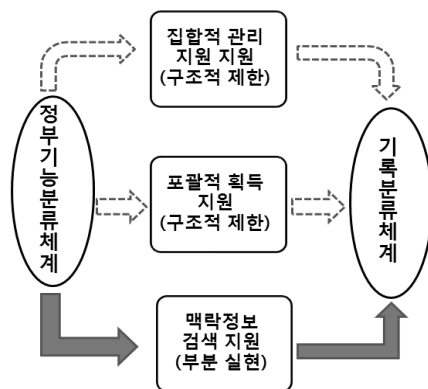 집합적 관리
지원 지원
(구조적 제한)
정부기능분류체계
포괄적 획득
지원
(구조적 제한)
기록분류체계
맥락정보
검색 지원
(부분 실현)